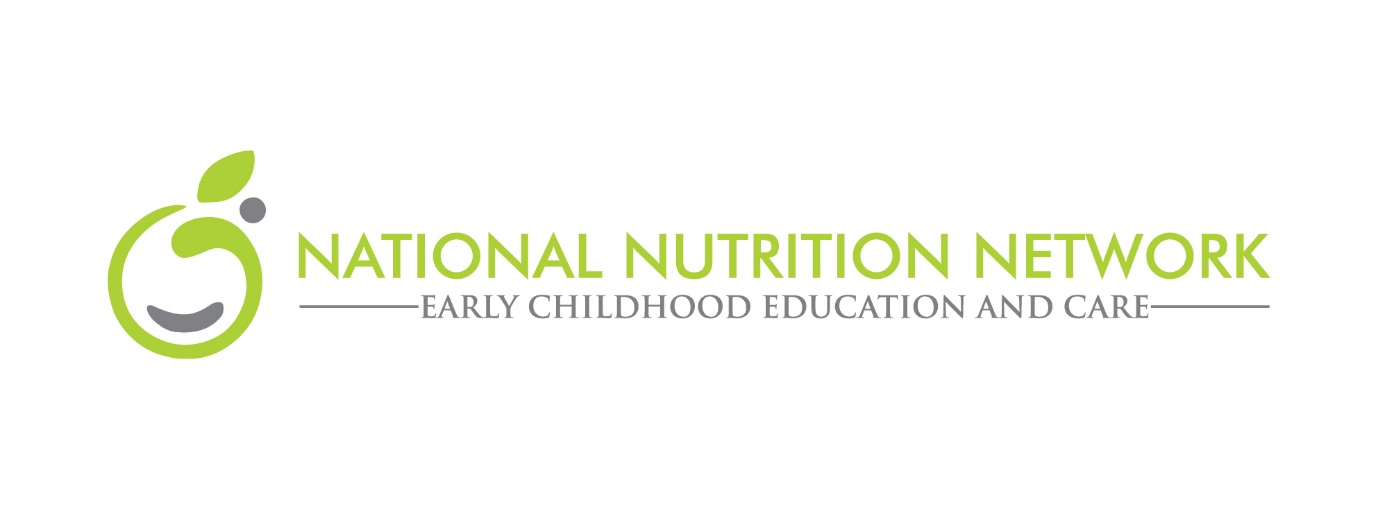 NATIONAL NUTRITION NETWORK
EARLY CHILDHOOD EDUCATION AND CARE